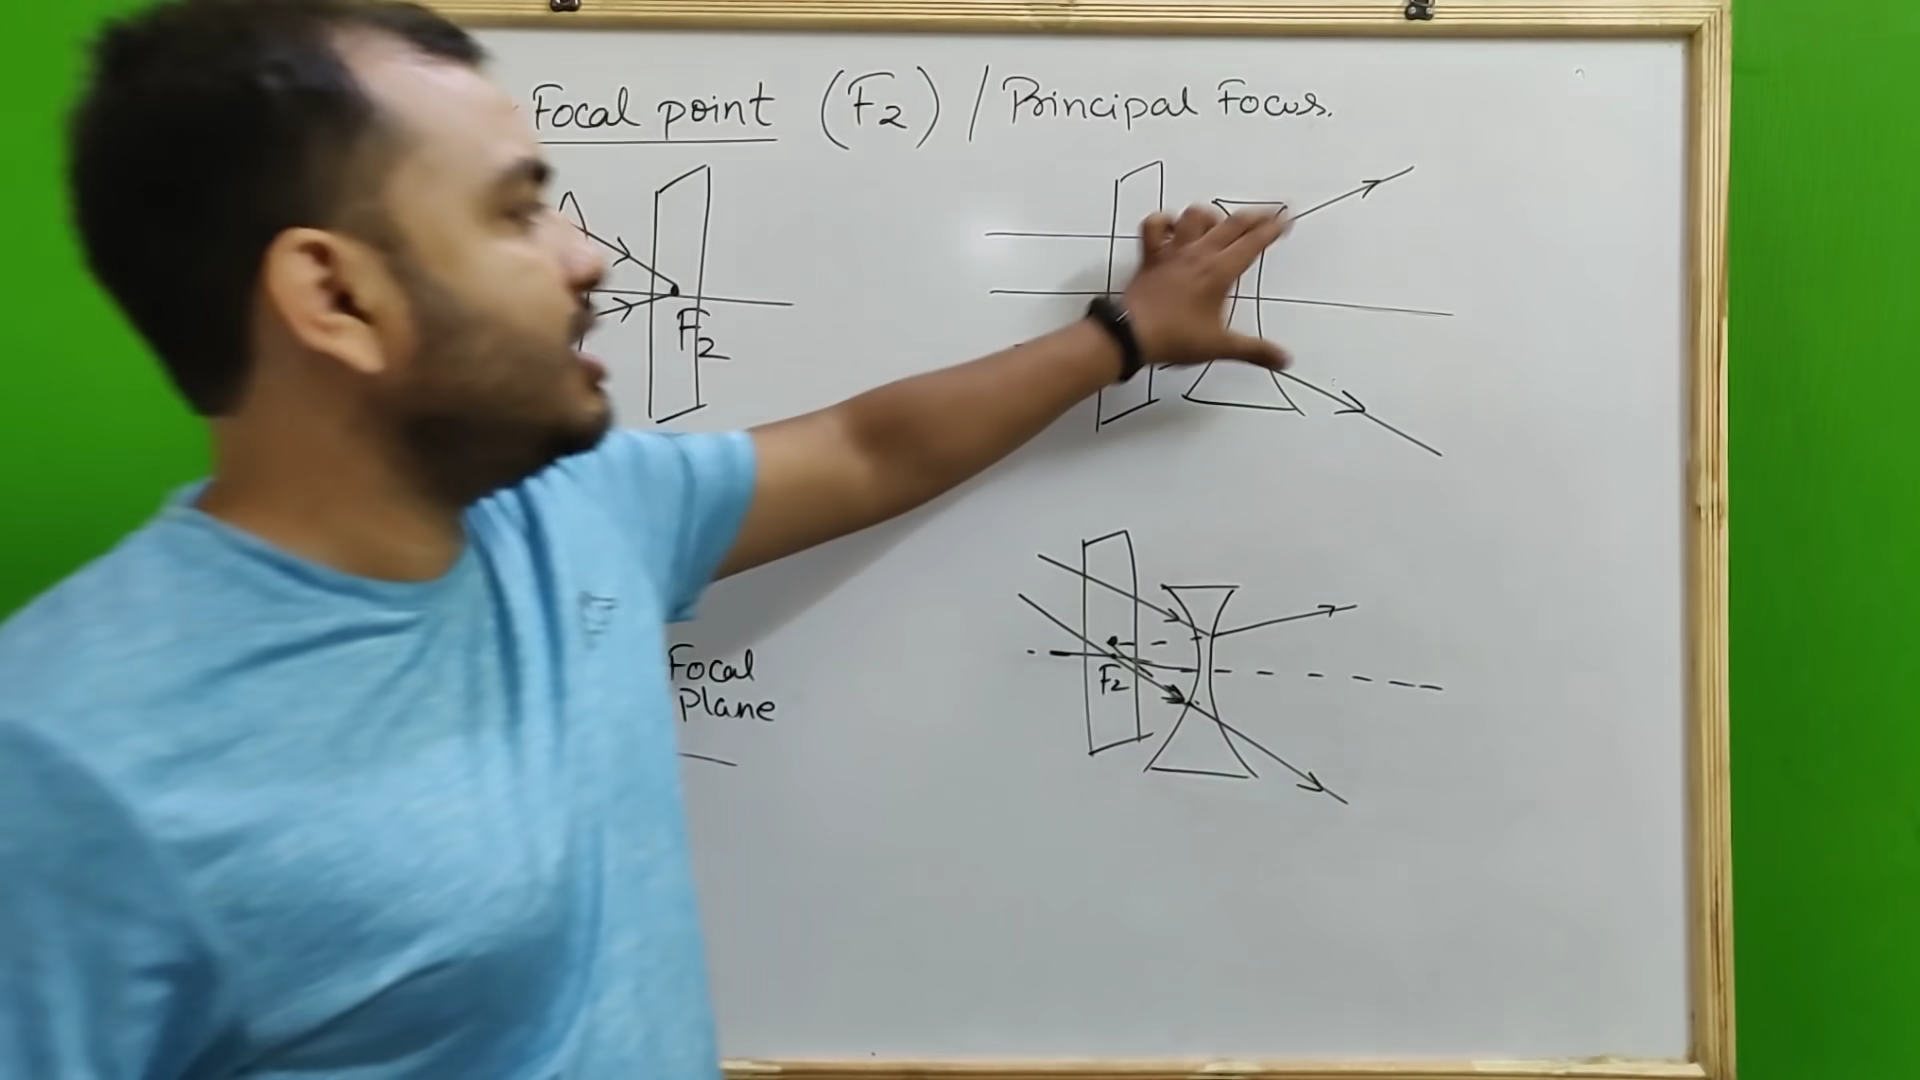 Focal point (F2) / Principal Focus.
F2
Focal
Plane
F2